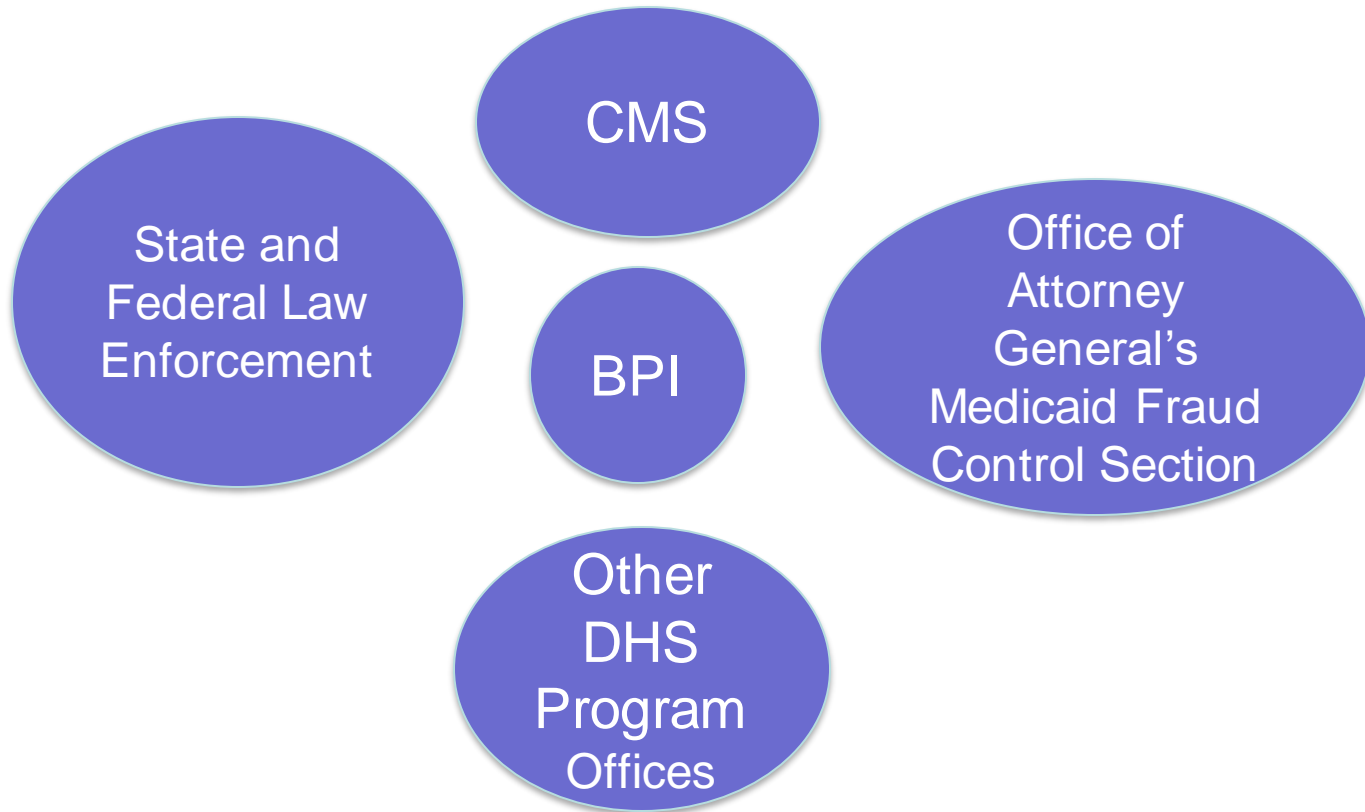 CMS
State and
Federal Law
Enforcement
Office of
Attorney
General’s
Medicaid Fraud
Control Section
BPI
Other
DHS
Program
Offices